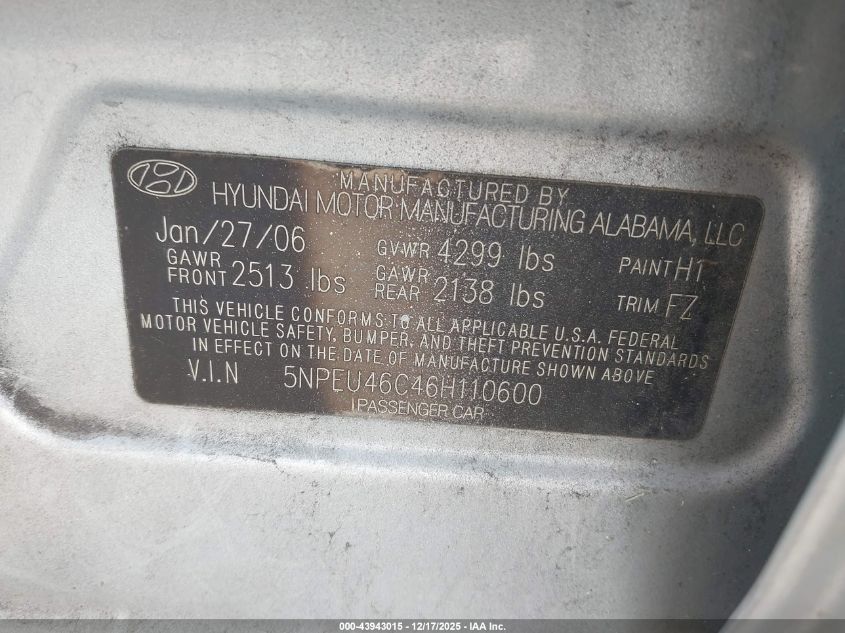 MANUFACTURED BY
HYUNDAI MOTOR MANUFACTURING ALABAMA, LLC
Jan/27/06 GVWR 4299 lbs PAINT H1
GAWR FRONT 2513 lbs GAWR REAR 2138 lbs TRIM FZ
THIS VEHICLE CONFORMS TO ALL APPLICABLE U.S.A. FEDERAL
MOTOR VEHICLE SAFETY, BUMPER, AND THEFT PREVENTION STANDARDS
IN EFFECT ON THE DATE OF MANUFACTURE SHOWN ABOVE
V.I.N 5NPEU46C46H110600
PASSENGER CAR
000-43943015 - 12/17/2025 - IAA Inc.